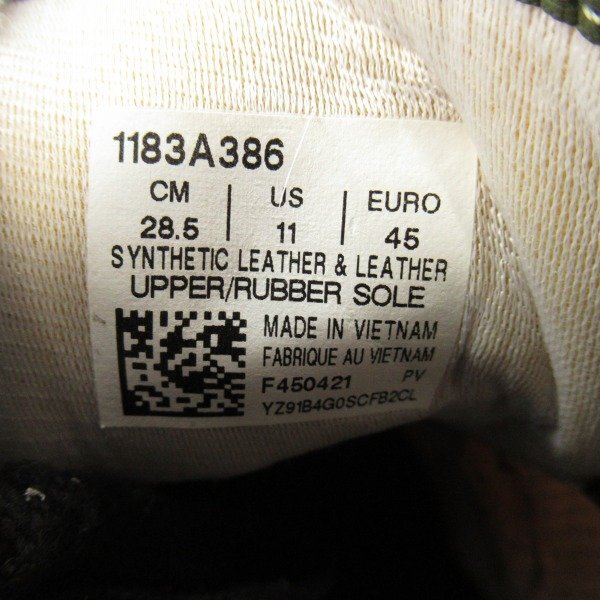 1183A386
CM US EURO
28.5 11 45
SYNTHETIC LEATHER & LEATHER
UPPER/RUBBER SOLE
MADE IN VIETNAM
FABRIQUE AU VIETNAM
F450421 PV
YZ91B4G0SCFB2CL